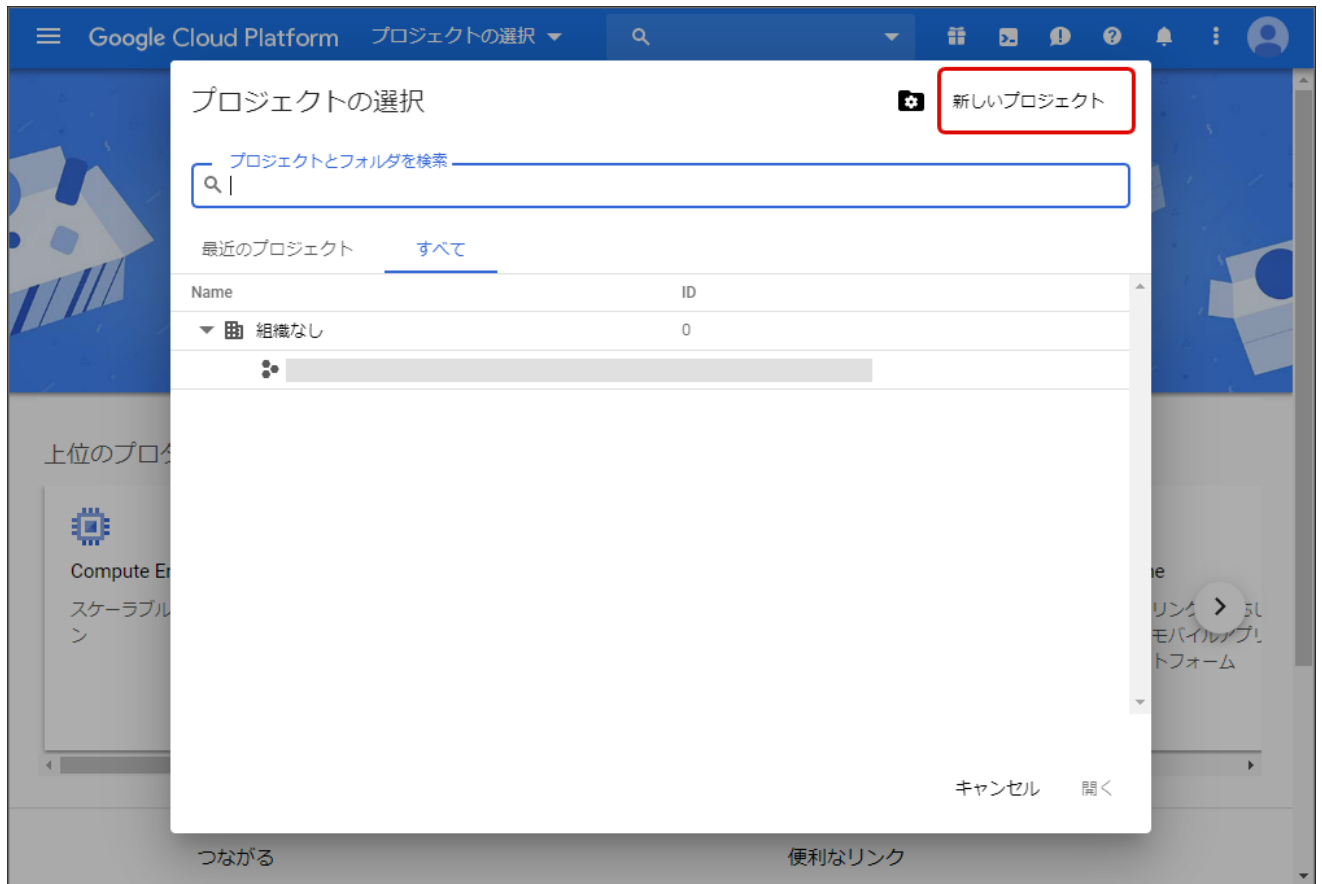 Google Cloud Platform プロジェクトの選択
プロジェクトの選択
新しいプロジェクト
プロジェクトとフォルダを検索
最近のプロジェクト すべて
Name ID
組織なし 0
上位のプロ
Compute
スケーラブル
ン
リング
モバイルアプリ
トフォーム
キャンセル 開く
つながる 便利なリンク